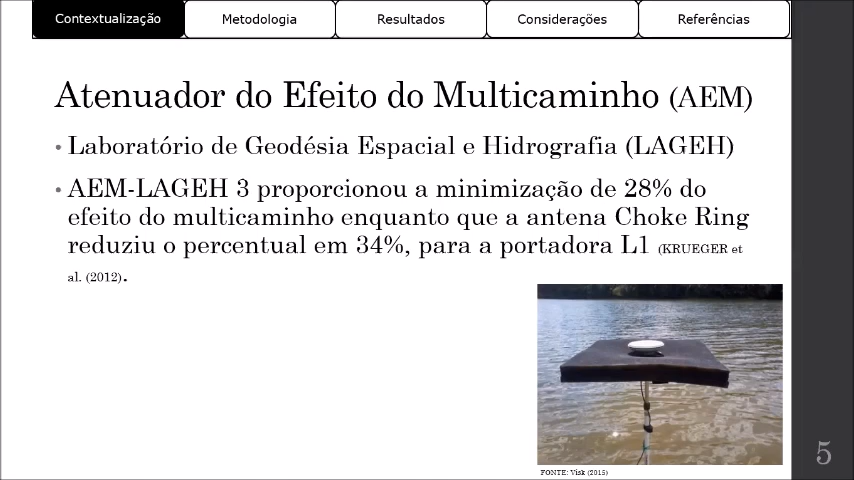 Contextualização
Metodologia
Resultados
Considerações
Referências
Atenuador do Efeito do Multicaminho (AEM)
• Laboratório de Geodésia Espacial e Hidrografia (LAGEH)
• AEM-LAGEH 3 proporcionou a minimização de 28% do
efeito do multicaminho enquanto que a antena Choke Ring
reduziu o percentual em 34%, para a portadora L1 (KRUEGER et
al. (2012).
FONTE: Visk (2015)
5